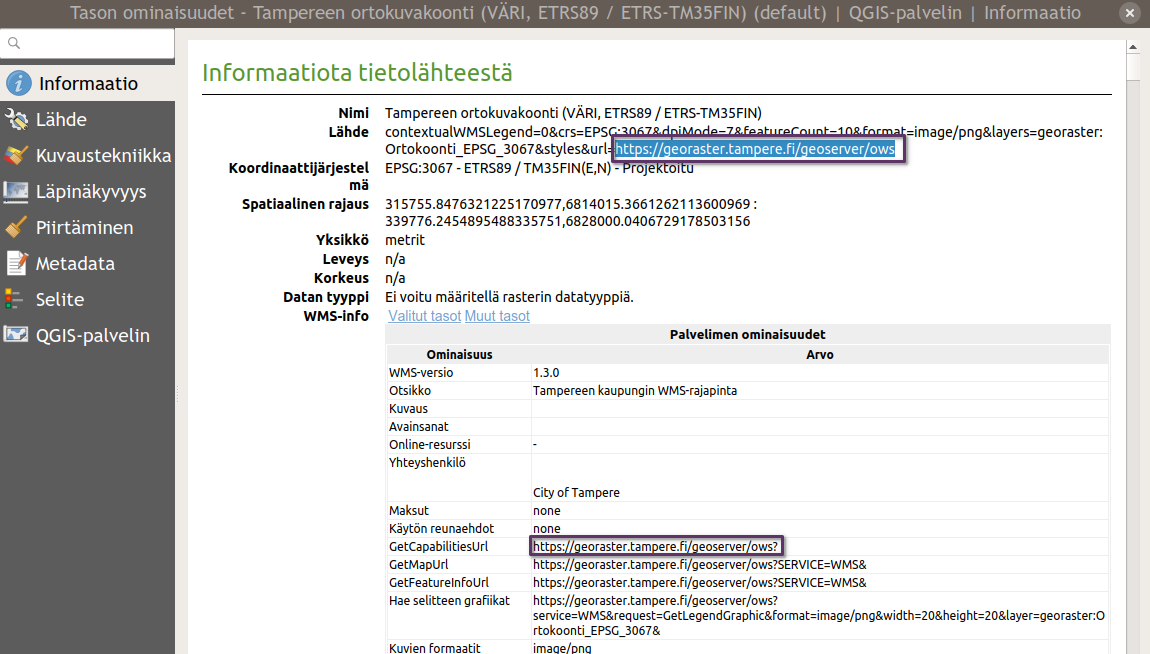 Tason ominaisuudet - Tampereen ortokuvakoonti (VÄRI, ETRS89 / ETRS-TM35FIN) (default) | QGIS-palvelin | Informaatio
Informaatio
Lähde
Kuvaustekniikka
Läpinäkyvyys
Piirtäminen
Metadata
Selite
QGIS-palvelin
Informaatiota tietolähteestä
Nimi Tampereen ortokuvakoonti (VÄRI, ETRS89 / ETRS-TM35FIN)
Lähde contextualWMSLegend=0&crs=EPSG:3067&dpiMode=7&featureCount=10&format=image/png&layers=georaster:
Ortokoonti_EPSG_3067&styles&url=https://georaster.tampere.fi/geoserver/ows
Koordinaattijärjestel EPSG:3067 - ETRS89 / TM35FIN(E,N) - Projektoitu
mä
Spatiaalinen rajaus 315755.8476321225170977,6814015.3661262113600969 :
339776.2454895488335751,6828000.0406729178503156
Yksikkö metrit
Leveys n/a
Korkeus n/a
Datan tyyppi Ei voitu määritellä rasterin datatyyppiä.
WMS-info Valitut tasot Muut tasot
Palvelimen ominaisuudet
Ominaisuus Arvo
WMS-versio 1.3.0
Otsikko Tampereen kaupungin WMS-rajapinta
Kuvaus
Avainsanat
Online-resurssi -
Yhteyshenkilö
City of Tampere
Maksut none
Käytön reunaehdot none
GetCapabilitiesUrl https://georaster.tampere.fi/geoserver/ows?
GetMapUrl https://georaster.tampere.fi/geoserver/ows?SERVICE=WMS&
GetFeatureInfoUrl https://georaster.tampere.fi/geoserver/ows?SERVICE=WMS&
Hae selitteen grafiikat https://georaster.tampere.fi/geoserver/ows?
service=WMS&request=GetLegendGraphic&format=image/png&width=20&height=20&layer=georaster:O
rtokoonti_EPSG_3067&
Kuvien formaatit image/png